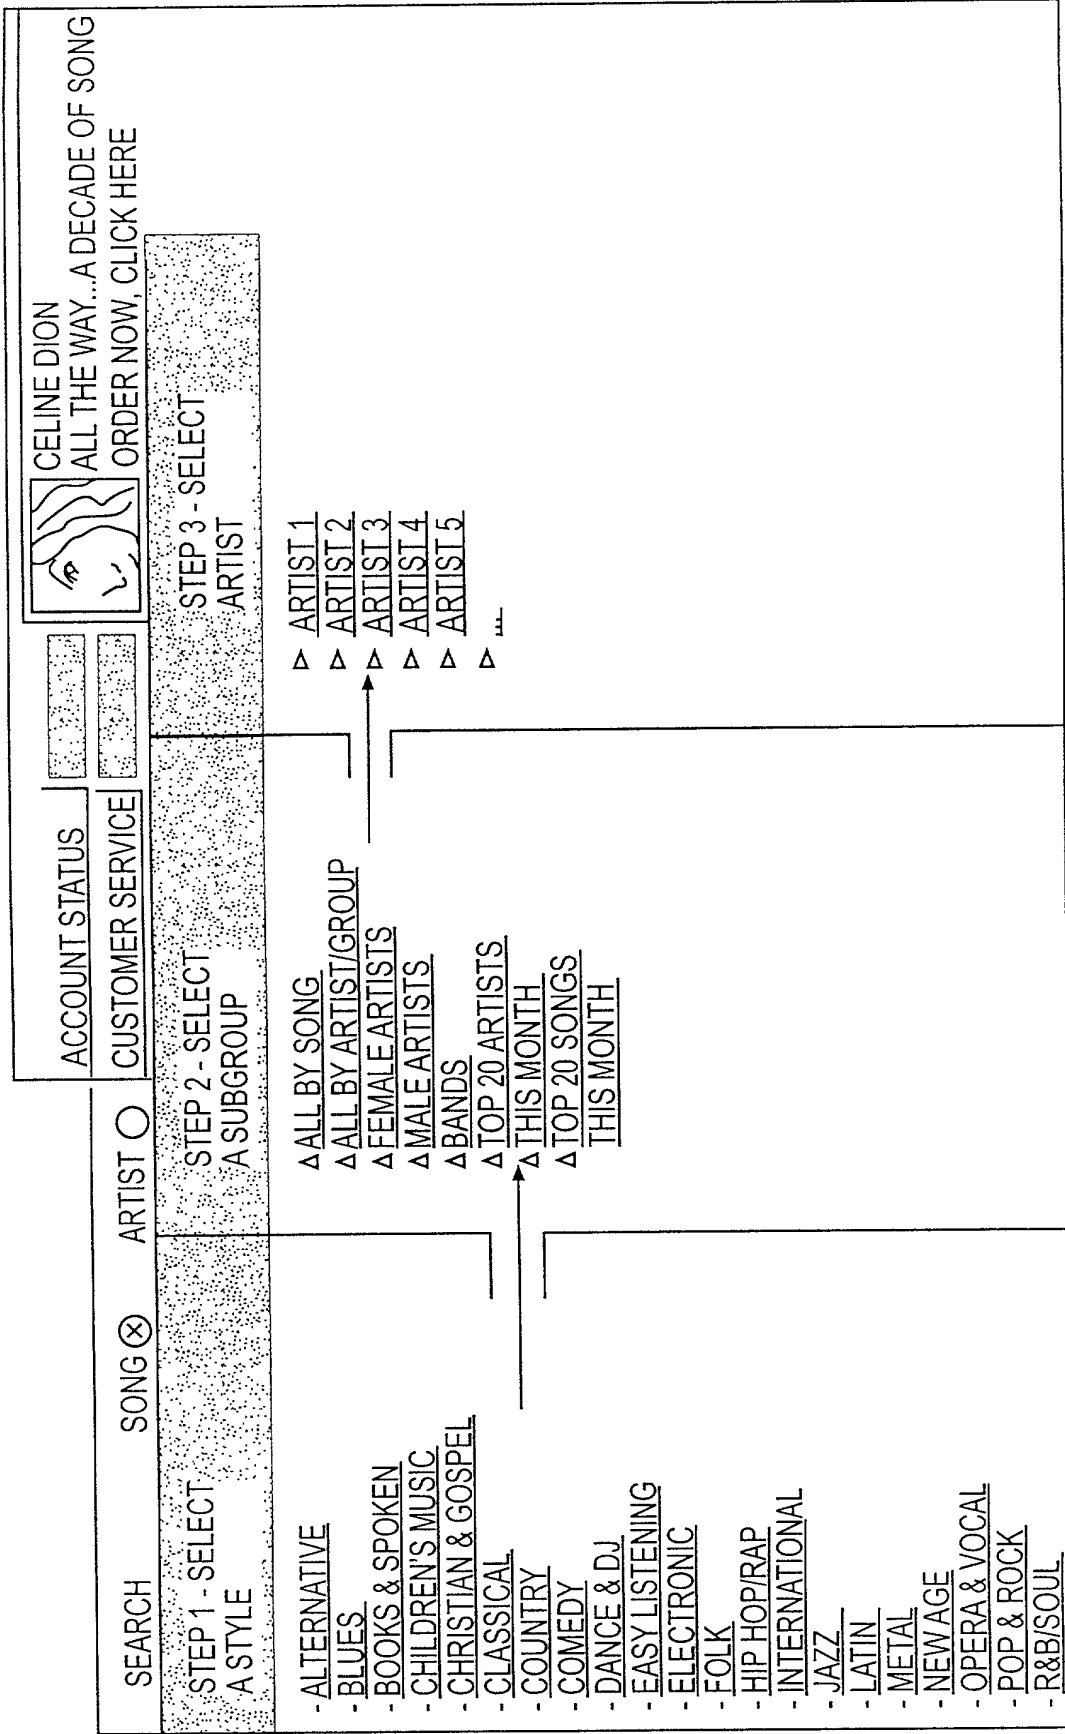 CELINE DION
ALL THE WAY...A DECADE OF SONG
ORDER NOW, CLICK HERE
ACCOUNT STATUS
CUSTOMER SERVICE
SEARCH
SONG
ARTIST
STEP 1 - SELECT
A STYLE
STEP 2 - SELECT
A SUBGROUP
STEP 3 - SELECT
ARTIST
- ALTERNATIVE
- BLUES
- BOOKS & SPOKEN
- CHILDREN'S MUSIC
- CHRISTIAN & GOSPEL
- CLASSICAL
- COUNTRY
- COMEDY
- DANCE & DJ
- EASY LISTENING
- ELECTRONIC
- FOLK
- HIP HOP/RAP
- INTERNATIONAL
- JAZZ
- LATIN
- METAL
- NEW AGE
- OPERA & VOCAL
- POP & ROCK
- R&B/SOUL
ALL BY SONG
ALL BY ARTIST/GROUP
FEMALE ARTISTS
MALE ARTISTS
BANDS
TOP 20 ARTISTS
THIS MONTH
TOP 20 SONGS
THIS MONTH
ARTIST 1
ARTIST 2
ARTIST 3
ARTIST 4
ARTIST 5
...